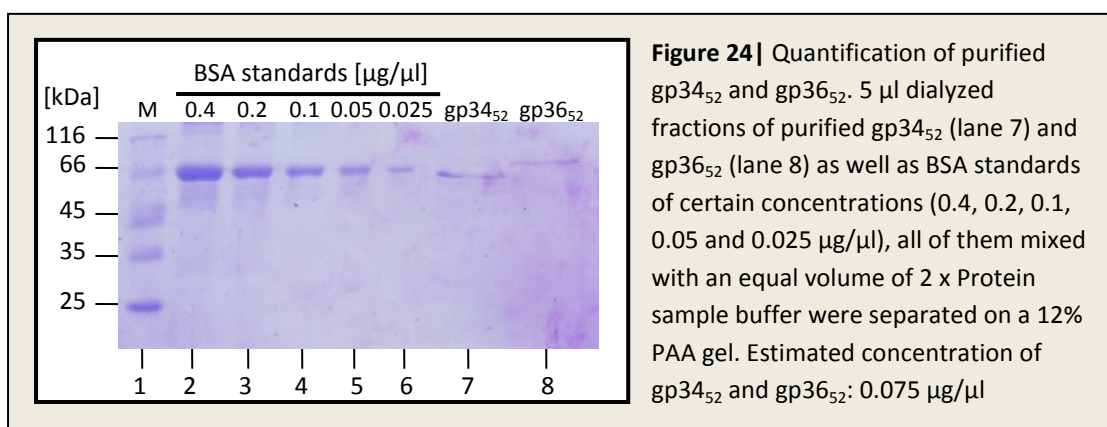 BSA standards [µg/µl]
[kDa] M 0.4 0.2 0.1 0.05 0.025 gp34₅₂ gp36₅₂
116
66
45
35
25
1 2 3 4 5 6 7 8
Figure 24| Quantification of purified
gp34₅₂ and gp36₅₂. 5 µl dialyzed
fractions of purified gp34₅₂ (lane 7) and
gp36₅₂ (lane 8) as well as BSA standards
of certain concentrations (0.4, 0.2, 0.1,
0.05 and 0.025 µg/µl), all of them mixed
with an equal volume of 2 x Protein
sample buffer were separated on a 12%
PAA gel. Estimated concentration of
gp34₅₂ and gp36₅₂: 0.075 µg/µl